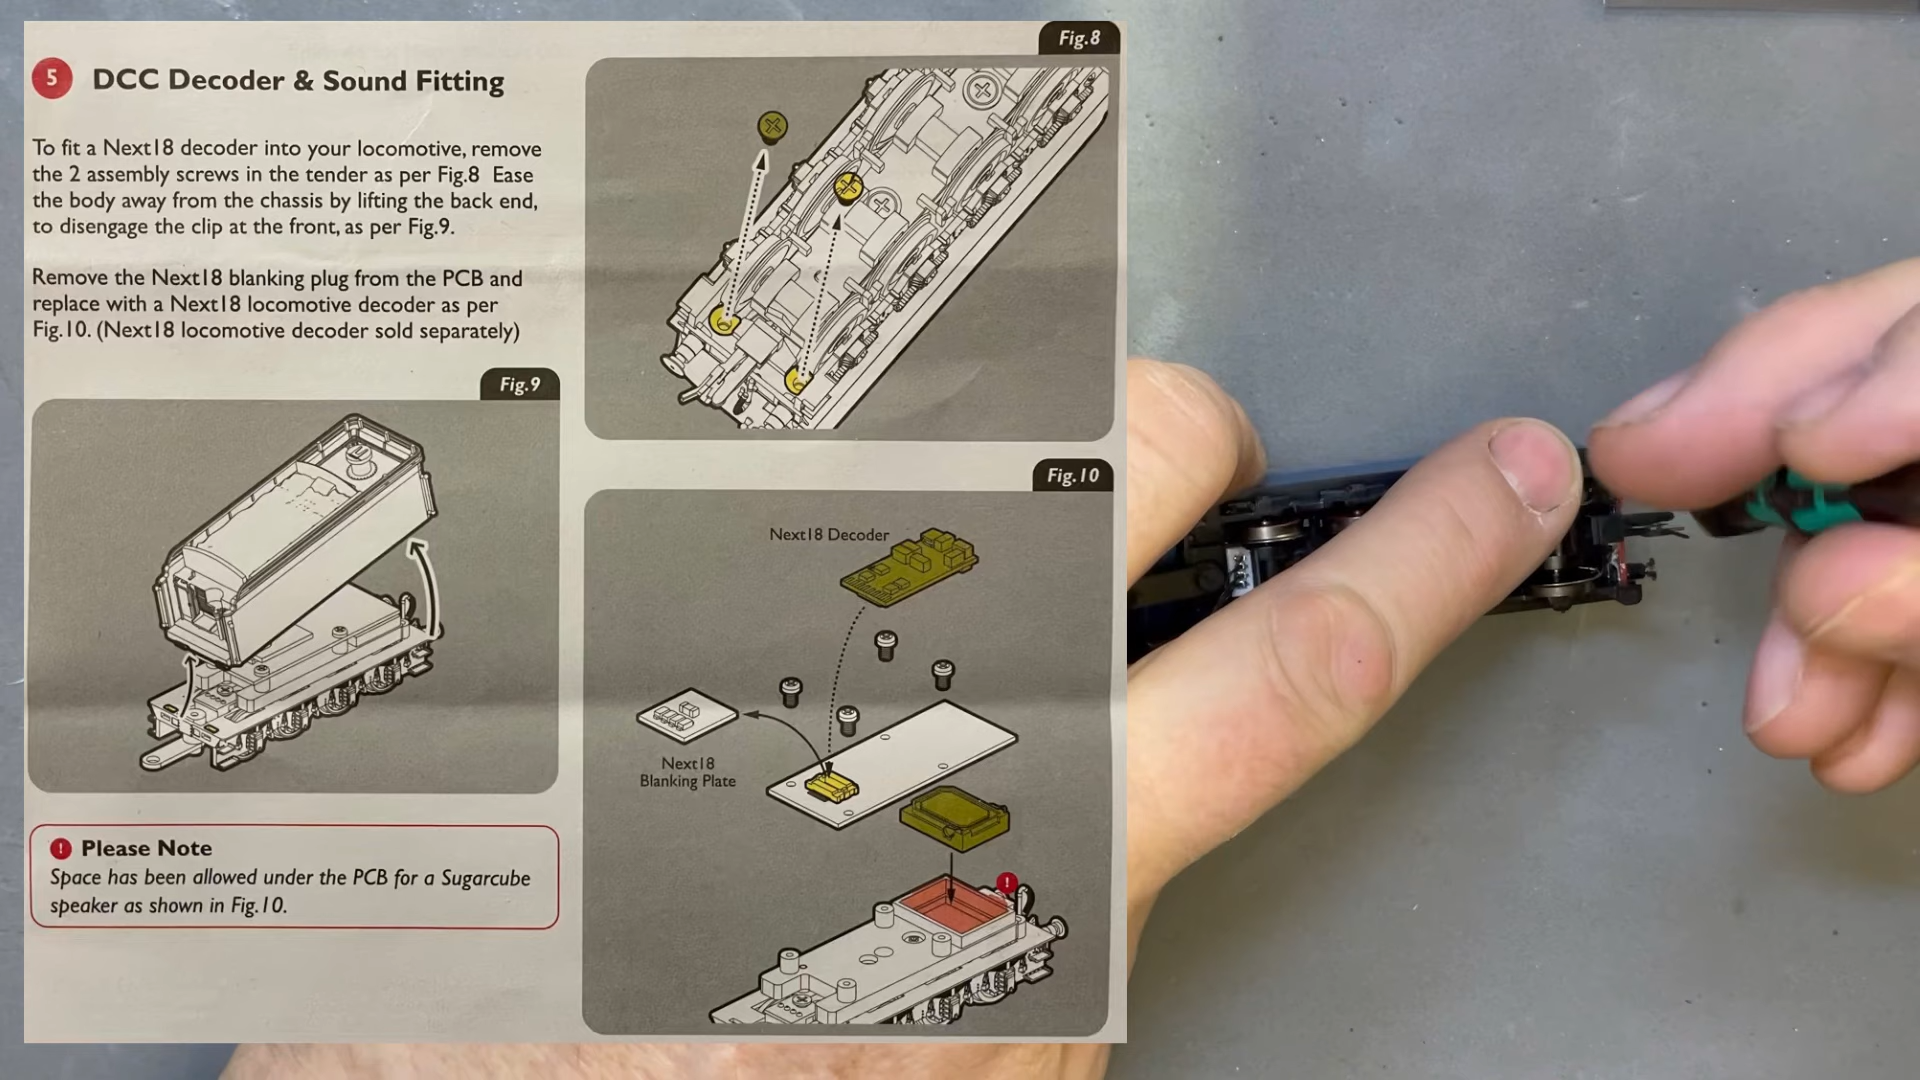 5 DCC Decoder & Sound Fitting
To fit a Next18 decoder into your locomotive, remove
the 2 assembly screws in the tender as per Fig.8 Ease
the body away from the chassis by lifting the back end,
to disengage the clip at the front, as per Fig.9.
Remove the Next18 blanking plug from the PCB and
replace with a Next18 locomotive decoder as per
Fig.10. (Next18 locomotive decoder sold separately)
Fig.9
! Please Note
Space has been allowed under the PCB for a Sugarcube
speaker as shown in Fig.10.
Fig.8
Fig.10
Next18 Decoder
Next18
Blanking Plate
!